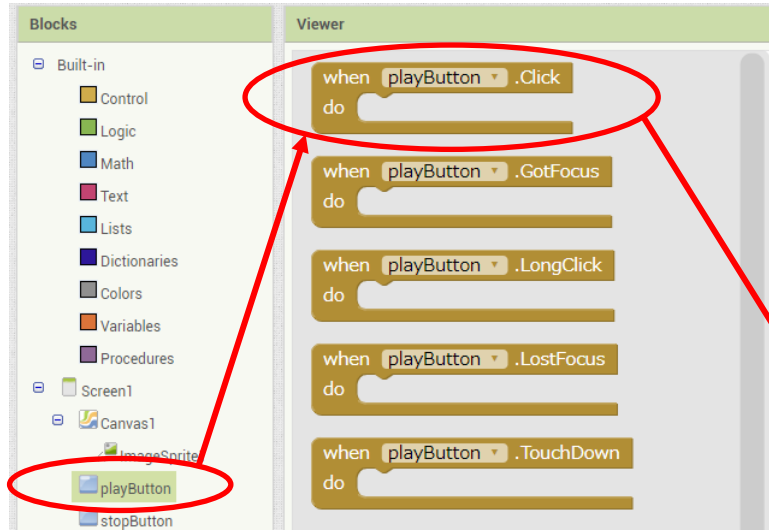 Blocks
Built-in
Control
Logic
Math
Text
Lists
Dictionaries
Colors
Variables
Procedures
Screen1
Canvas1
ImageSprite
playButton
stopButton
Viewer
when playButton .Click
do
when playButton .GotFocus
do
when playButton .LongClick
do
when playButton .LostFocus
do
when playButton .TouchDown
do